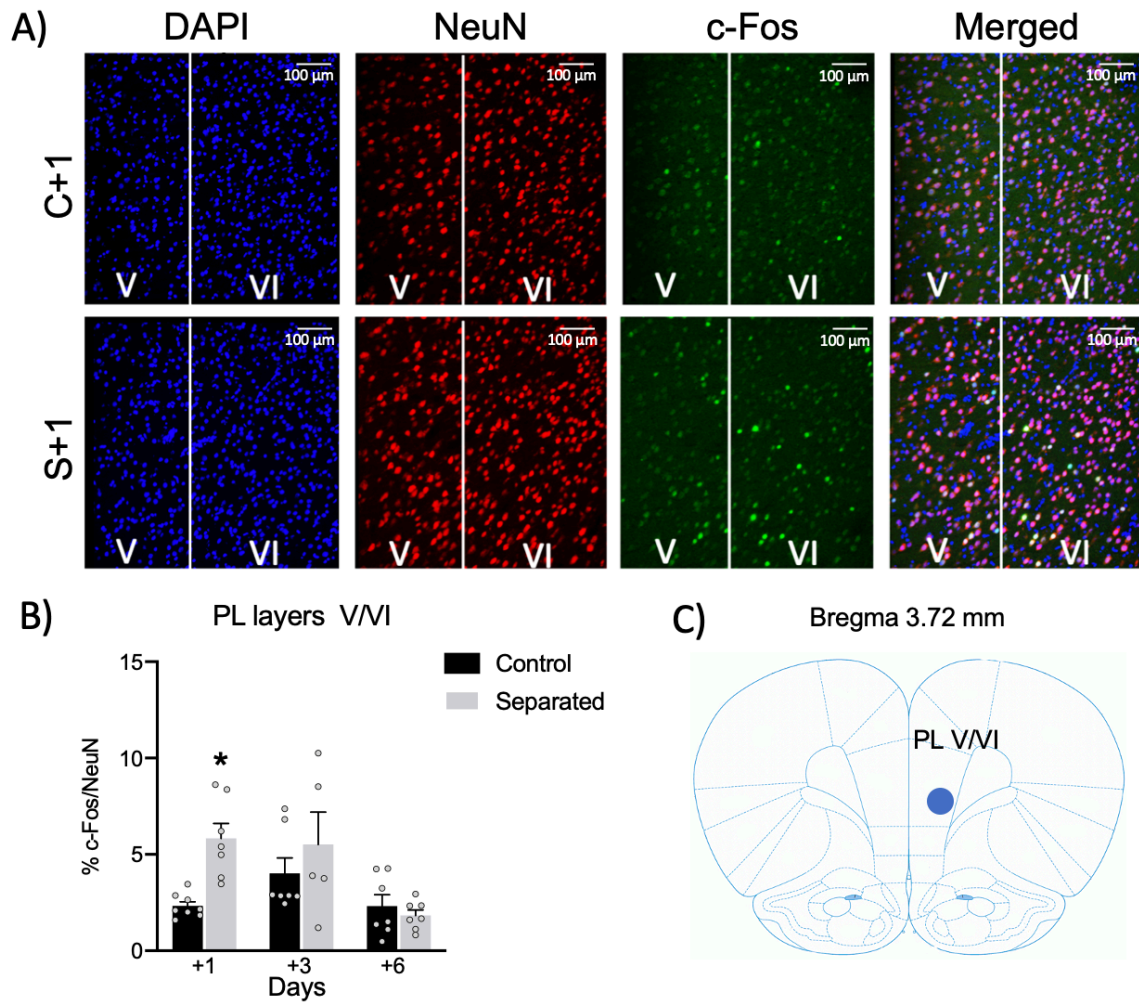 A)
DAPI NeuN c-Fos Merged
C+1
100 µm 100 µm 100 µm 100 µm
V VI V VI V VI V VI
S+1
100 µm 100 µm 100 µm 100 µm
V VI V VI V VI V VI
B)
PL layers V/VI
% c-Fos/NeuN
15
10
5
0
*
+1 +3 +6
Days
Control
Separated
C)
Bregma 3.72 mm
PL V/VI